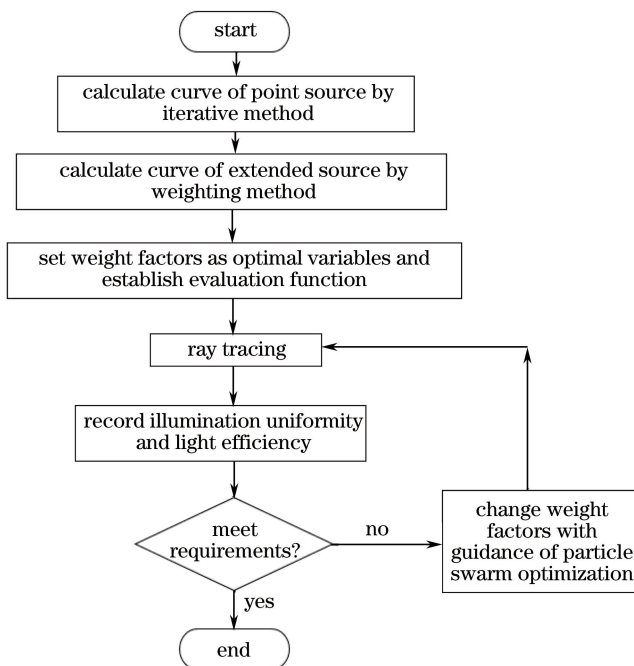 start
calculate curve of point source by
iterative method
calculate curve of extended source by
weighting method
set weight factors as optimal variables and
establish evaluation function
ray tracing
record illumination uniformity
and light efficiency
meet
requirements?
no
change weight
factors with
guidance of particle
swarm optimization
yes
end